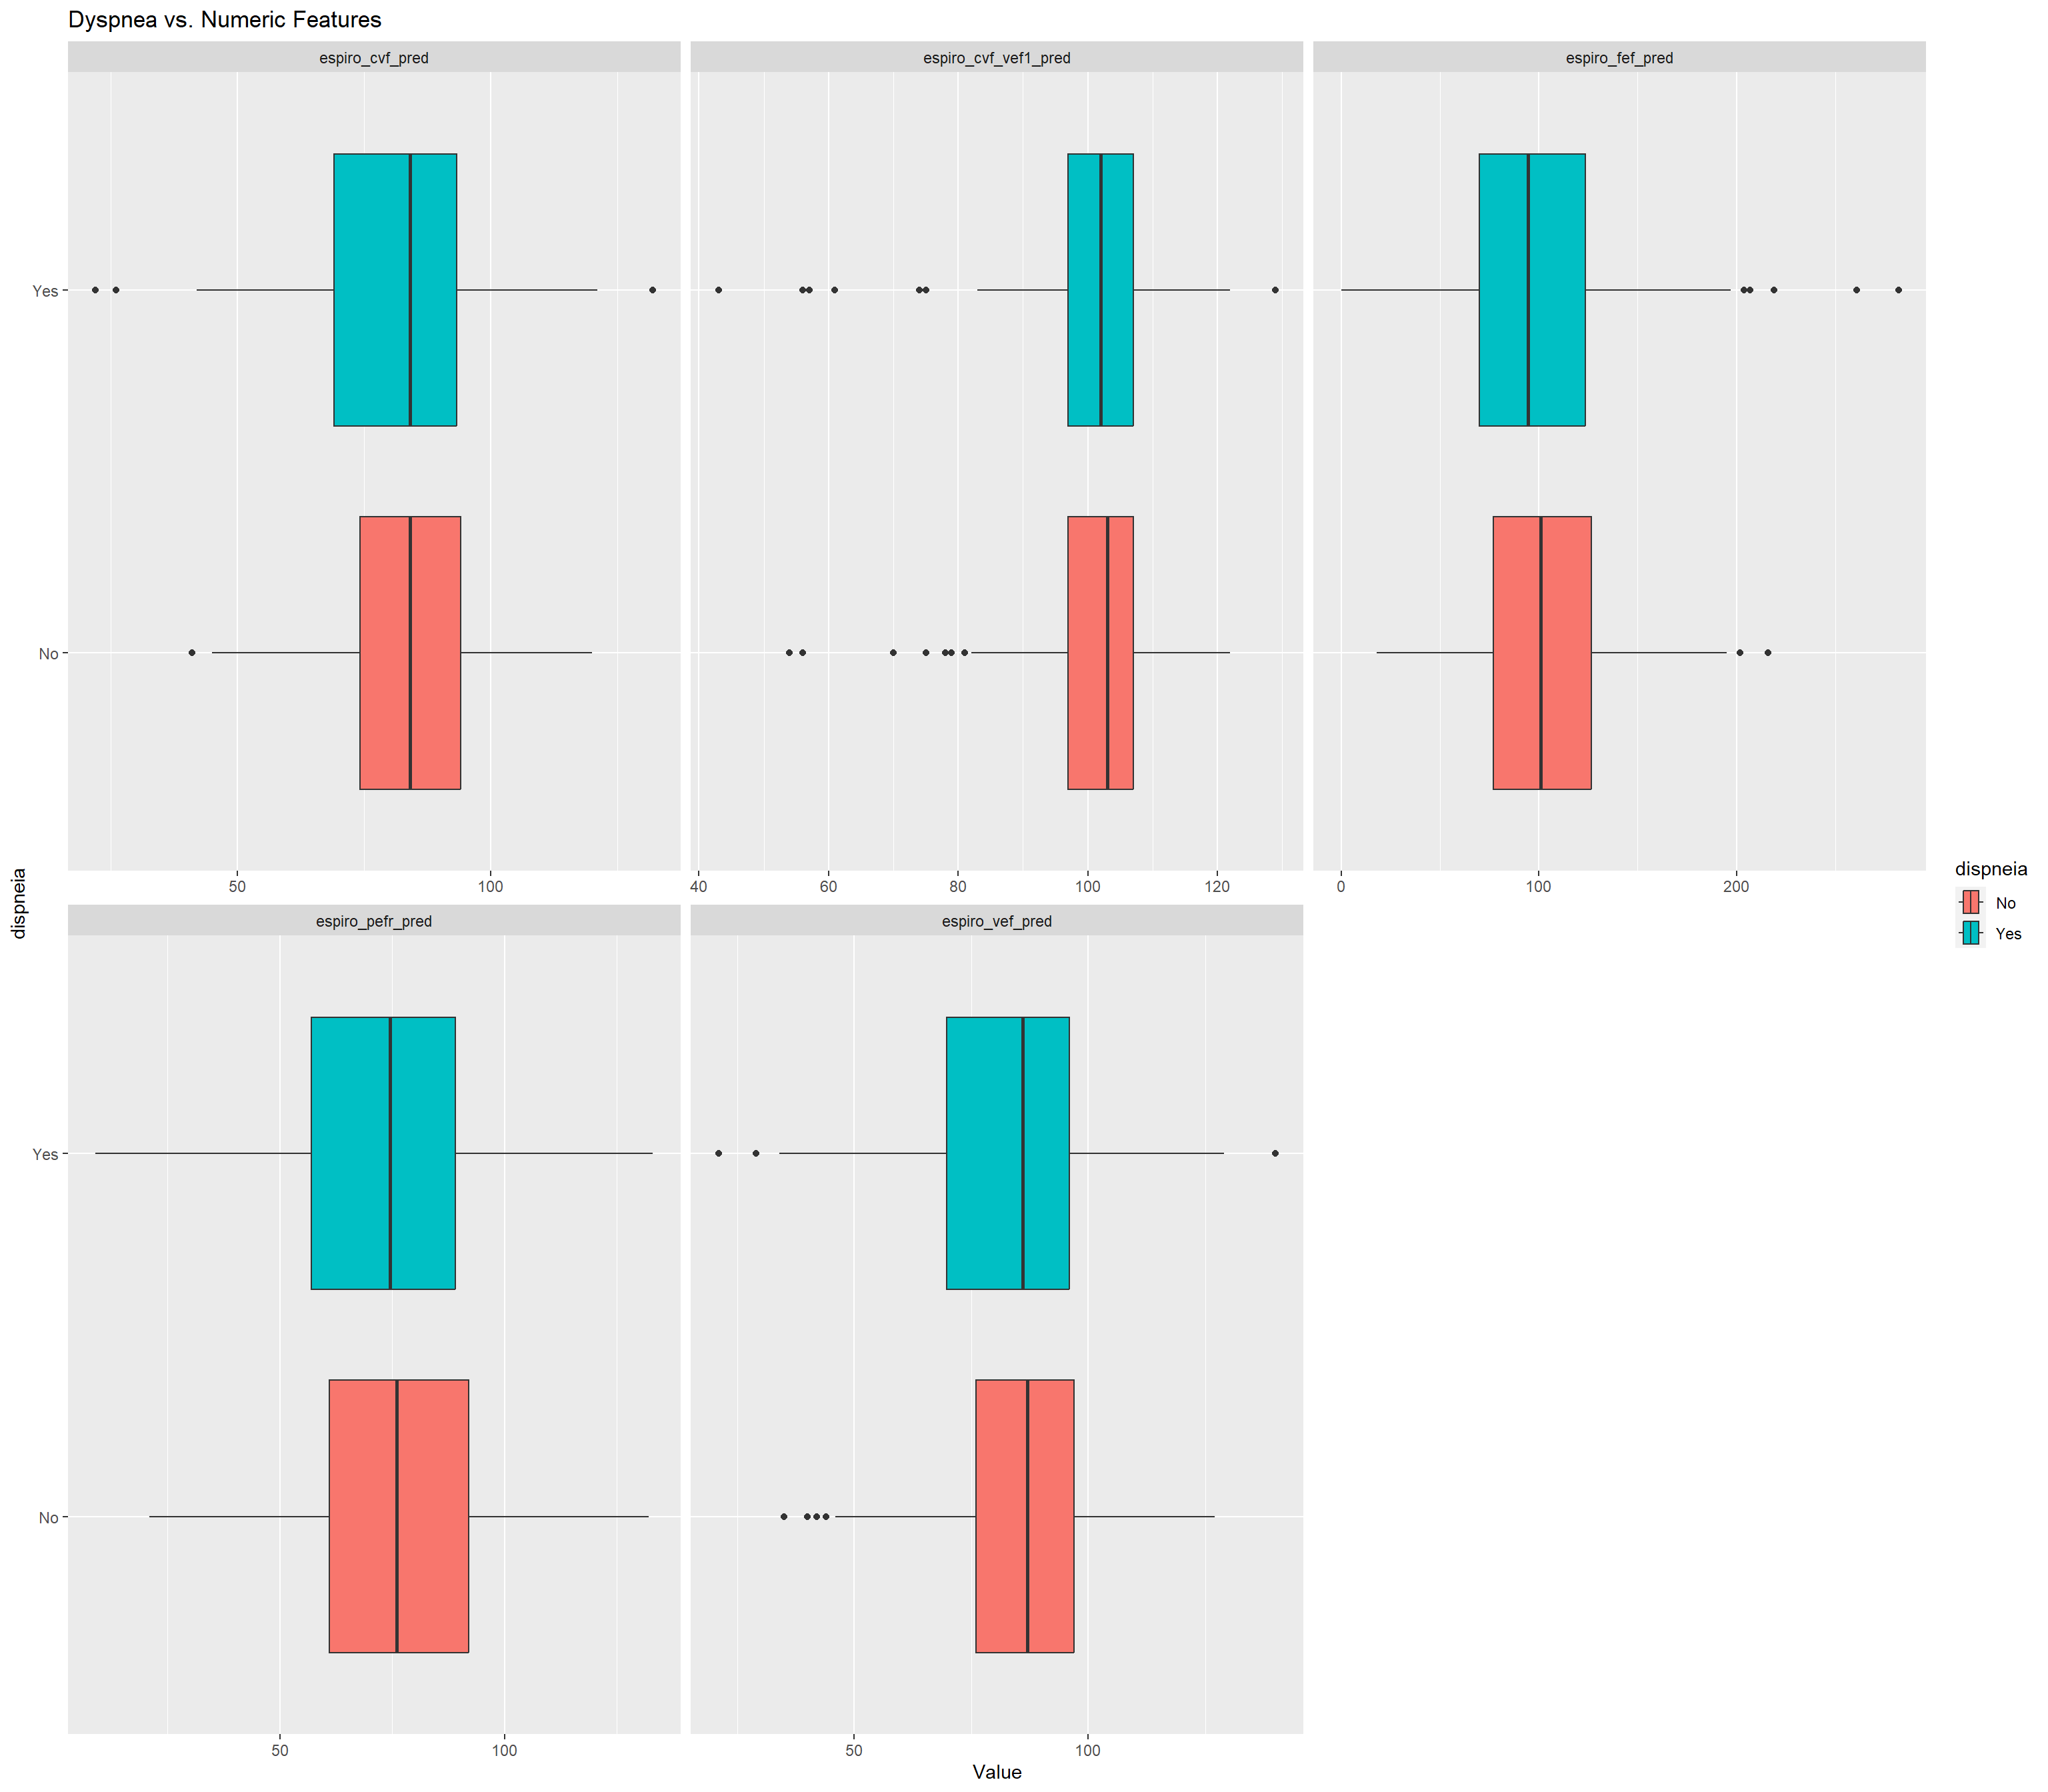 Dyspnea vs. Numeric Features
espiro_cvf_pred
espiro_cvf_vef1_pred
espiro_fef_pred
Yes
No
50 100
40 60 80 100 120
0 100 200
espiro_pefr_pred
espiro_vef_pred
Yes
No
50 100
50 100
Value
dispneia
dispneia
No
Yes